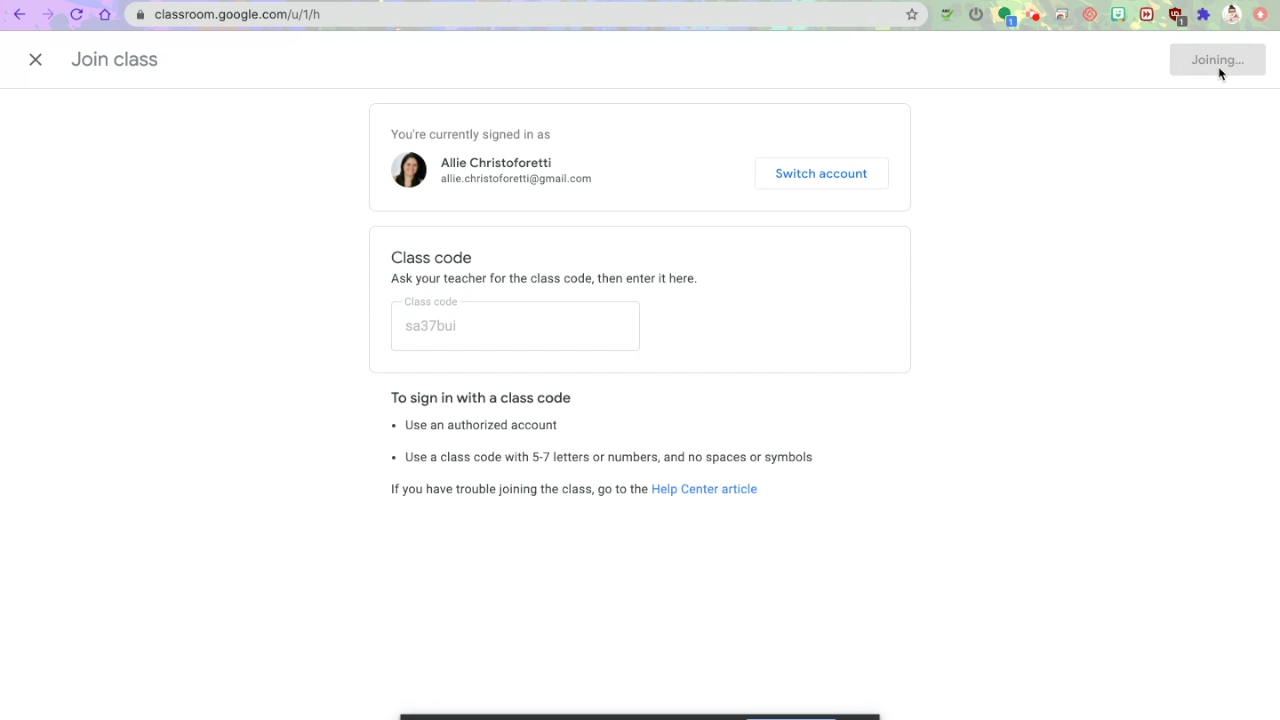 classroom.google.com/u/1/h
1
1
Join class
Joining...
You're currently signed in as
Allie Christoforetti
allie.christoforetti@gmail.com
Switch account
Class code
Ask your teacher for the class code, then enter it here.
Class code
sa37bui
To sign in with a class code
• Use an authorized account
• Use a class code with 5-7 letters or numbers, and no spaces or symbols
If you have trouble joining the class, go to the Help Center article